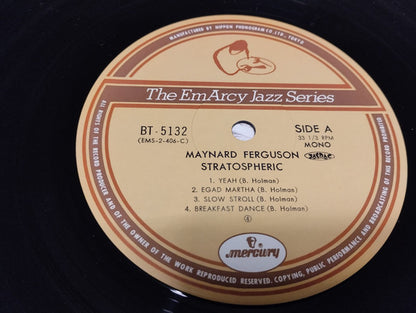 MANUFACTURED BY NIPPON PHONOGRAM CO., LTD., TOKYO
The EmArcy Jazz Series
BT-5132
(EMS-2-406-C)
SIDE A
33 1/3 RPM
MONO
MAYNARD FERGUSON
STRATOSPHERIC
1. YEAH (B. Holman)
2. EGAD MARTHA (B. Holman)
3. SLOW STROLL (B. Holman)
4. BREAKFAST DANCE (B. Holman)
④
mercury
ALL RIGHTS OF THE RECORD PRODUCER AND OF THE OWNER OF THE WORK REPRODUCED RESERVED. COPYING, PUBLIC PERFORMANCE AND BROADCASTING OF THIS RECORD PROHIBITED